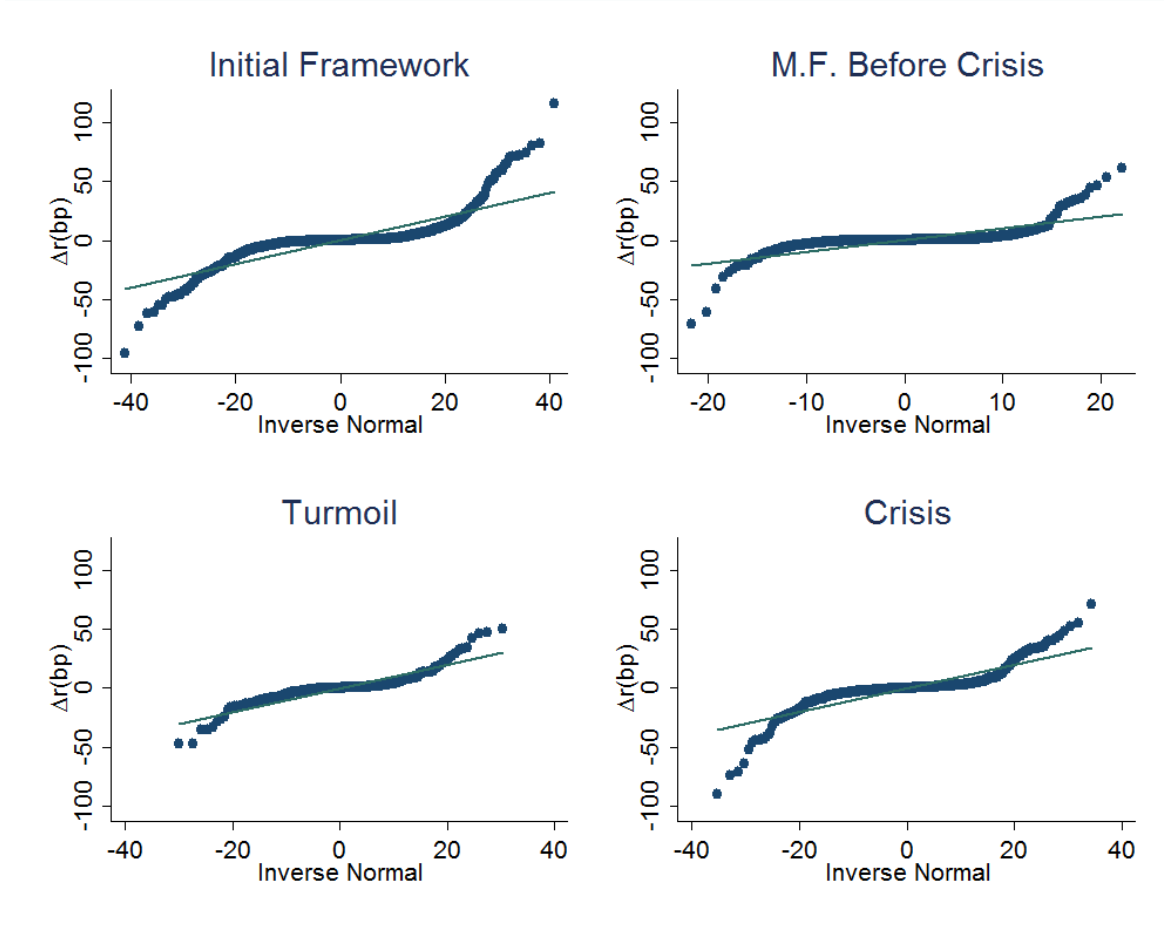 Initial Framework
Δr(bp)
100
50
0
-50
-100
-40 -20 0 20 40
Inverse Normal
M.F. Before Crisis
Δr(bp)
100
50
0
-50
-100
-20 -10 0 10 20
Inverse Normal
Turmoil
Δr(bp)
100
50
0
-50
-100
-40 -20 0 20 40
Inverse Normal
Crisis
Δr(bp)
100
50
0
-50
-100
-40 -20 0 20 40
Inverse Normal